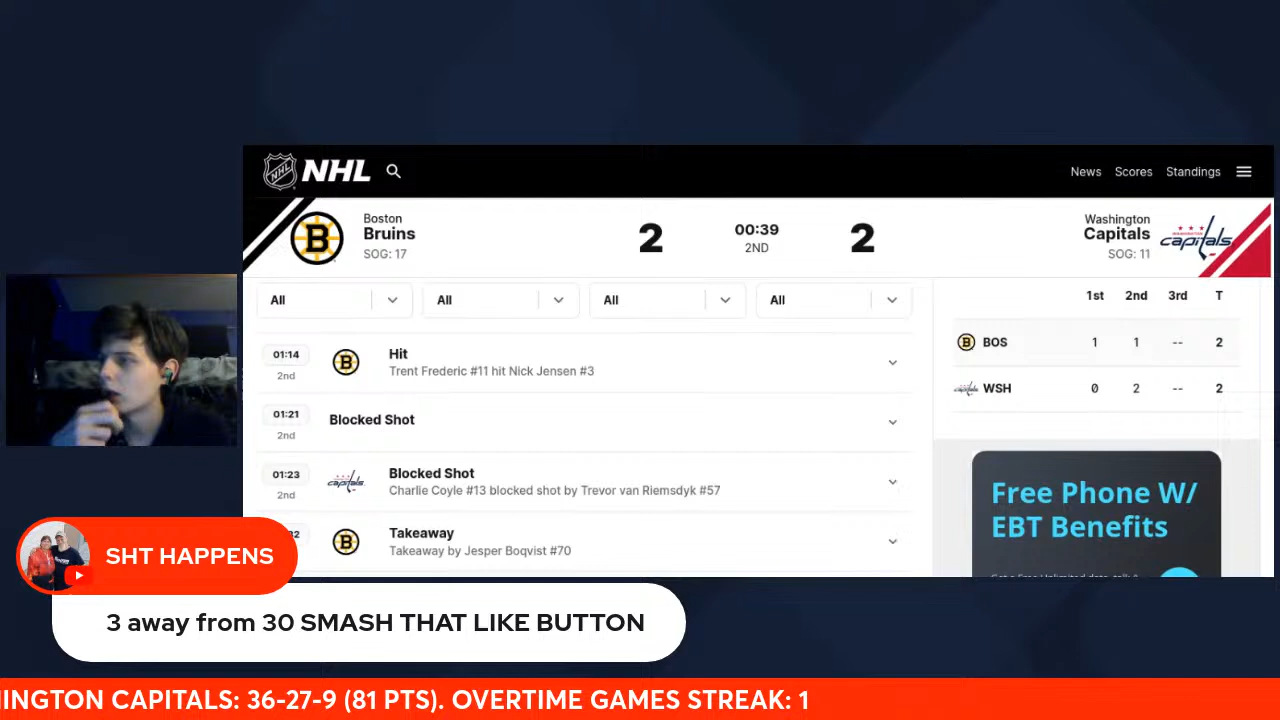 NHL
News Scores Standings
Boston
Bruins
SOG: 17
2
00:39
2ND
2
Washington
Capitals
SOG: 11
capitals
All All All All
01:14
2nd
Hit
Trent Frederic #11 hit Nick Jensen #3
01:21
2nd
Blocked Shot
01:23
2nd
Blocked Shot
Charlie Coyle #13 blocked shot by Trevor van Riemsdyk #57
Takeaway
Takeaway by Jesper Boqvist #70
1st 2nd 3rd T
BOS 1 1 -- 2
WSH 0 2 -- 2
Free Phone W/
EBT Benefits
SHT HAPPENS
3 away from 30 SMASH THAT LIKE BUTTON
INGTON CAPITALS: 36-27-9 (81 PTS). OVERTIME GAMES STREAK: 1